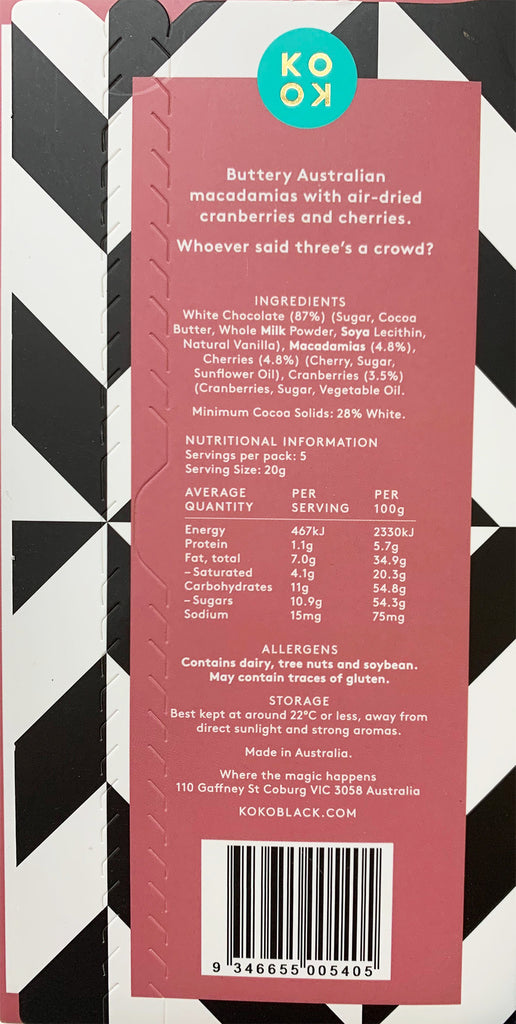 KO
OK
Buttery Australian
macadamias with air-dried
cranberries and cherries.
Whoever said three's a crowd?
INGREDIENTS
White Chocolate (87%) (Sugar, Cocoa
Butter, Whole Milk Powder, Soya Lecithin,
Natural Vanilla), Macadamias (4.8%),
Cherries (4.8%) (Cherry, Sugar,
Sunflower Oil), Cranberries (3.5%)
(Cranberries, Sugar, Vegetable Oil.
Minimum Cocoa Solids: 28% White.
NUTRITIONAL INFORMATION
Servings per pack: 5
Serving Size: 20g
AVERAGE QUANTITY PER SERVING PER 100g
Energy 467kJ 2330kJ
Protein 1.1g 5.7g
Fat, total 7.0g 34.9g
– Saturated 4.1g 20.3g
Carbohydrates 11g 54.8g
– Sugars 10.9g 54.3g
Sodium 15mg 75mg
ALLERGENS
Contains dairy, tree nuts and soybean.
May contain traces of gluten.
STORAGE
Best kept at around 22°C or less, away from
direct sunlight and strong aromas.
Made in Australia.
Where the magic happens
110 Gaffney St Coburg VIC 3058 Australia
KOKOBLACK.COM
9 346655 005405